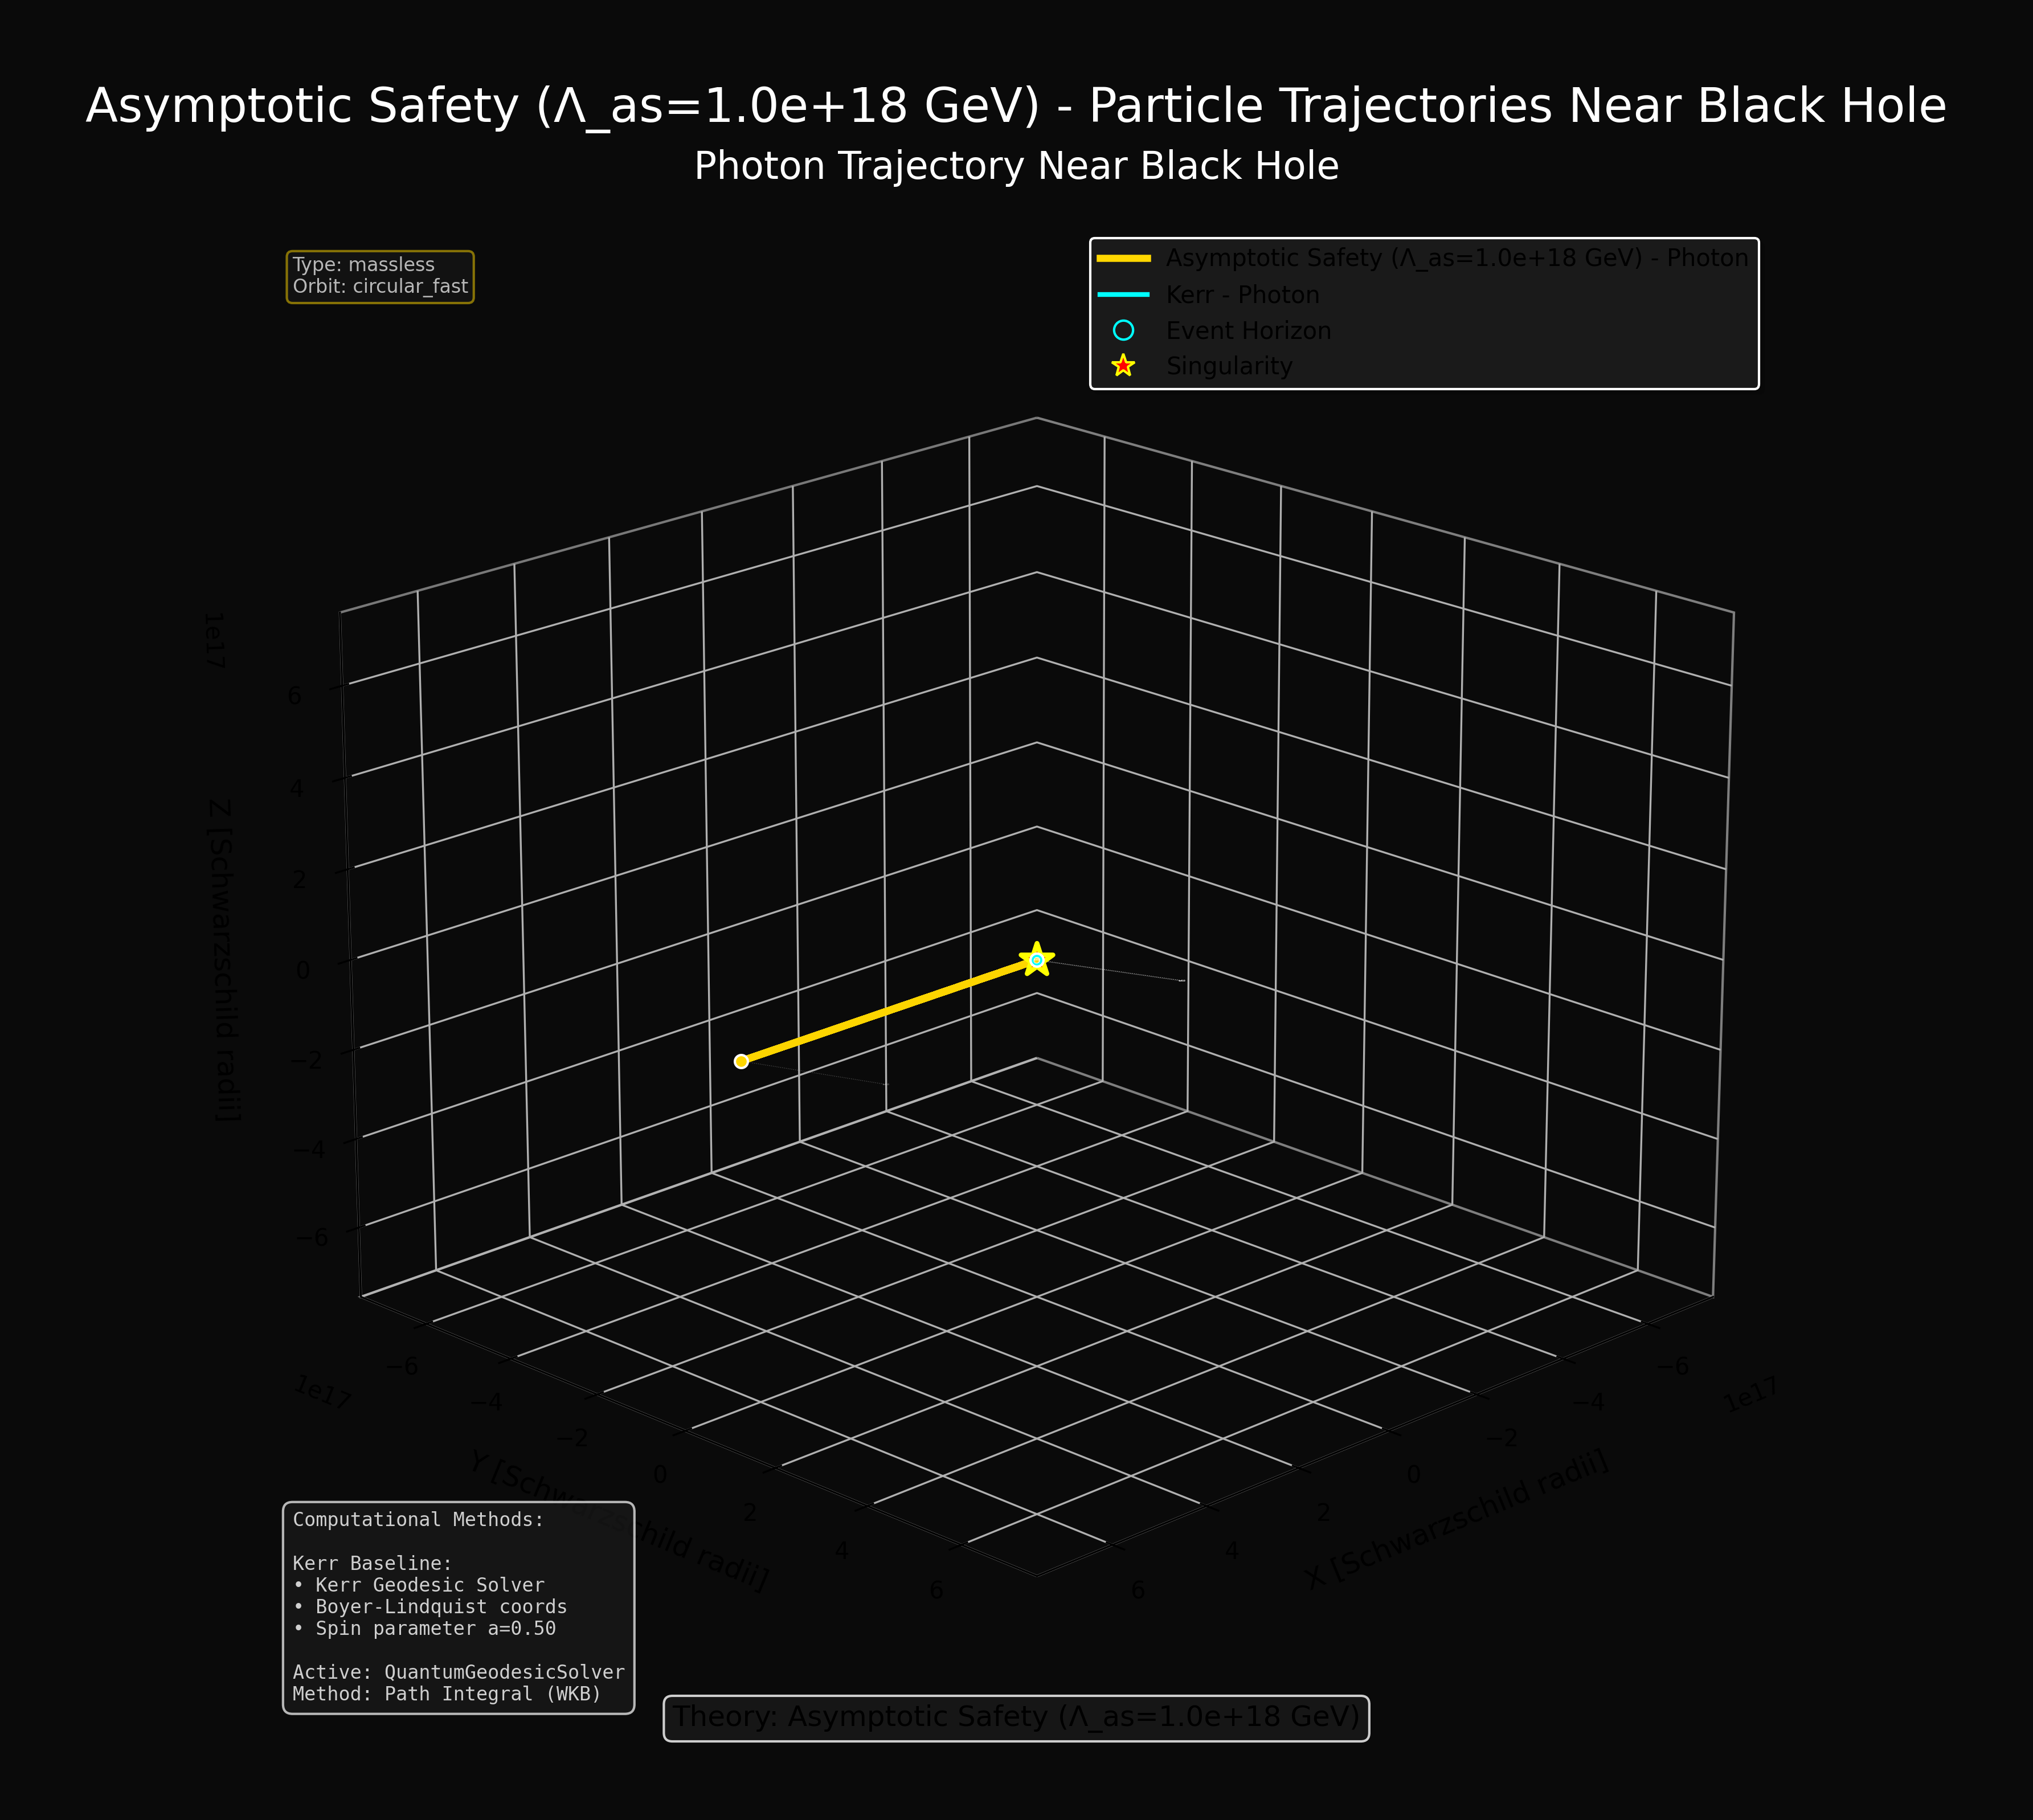 Asymptotic Safety (Λ_as=1.0e+18 GeV) - Particle Trajectories Near Black Hole
Photon Trajectory Near Black Hole
Type: massless
Orbit: circular_fast
Asymptotic Safety (Λ_as=1.0e+18 GeV) - Photon
Kerr - Photon
Event Horizon
Singularity
1e17
6
4
2
0
−2
−4
−6
Z [Schwarzschild radii]
1e17
−6
−4
−2
0
2
4
6
Y [Schwarzschild radii]
1e17
−6
−4
−2
0
2
4
6
X [Schwarzschild radii]
Computational Methods:
Kerr Baseline:
• Kerr Geodesic Solver
• Boyer-Lindquist coords
• Spin parameter a=0.50
Active: QuantumGeodesicSolver
Method: Path Integral (WKB)
Theory: Asymptotic Safety (Λ_as=1.0e+18 GeV)